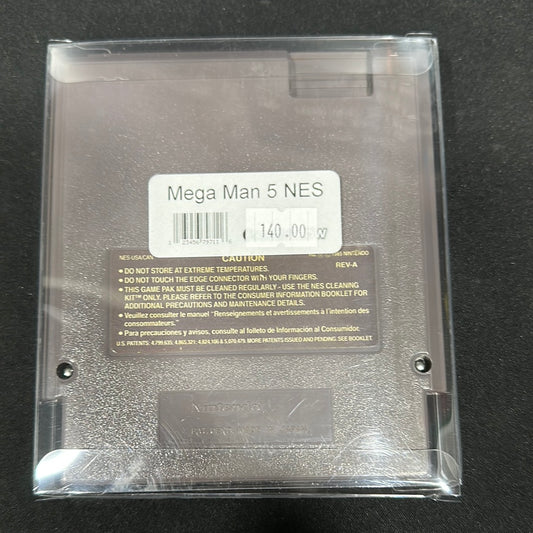 Mega Man 5 NES
140.00
NES-USA/CAN
CAUTION
NINTENDO
REV-A
• DO NOT STORE AT EXTREME TEMPERATURES.
• DO NOT TOUCH THE EDGE CONNECTOR WITH YOUR FINGERS.
• THIS GAME PAK MUST BE CLEANED REGULARLY - USE THE NES CLEANING
KIT™ ONLY. PLEASE REFER TO THE CONSUMER INFORMATION BOOKLET FOR
ADDITIONAL PRECAUTIONS AND MAINTENANCE DETAILS.
• Veuillez consulter le manuel "Renseignements et avertissements à l'intention des
consommateurs."
• Para precauciones y avisos, consulte al folleto de Información al Consumidor.
U.S. PATENTS: 4,799,635; 4,865,321; 4,824,106 & 5,070,479. MORE PATENTS ISSUED AND PENDING. SEE BOOKLET.
Nintendo